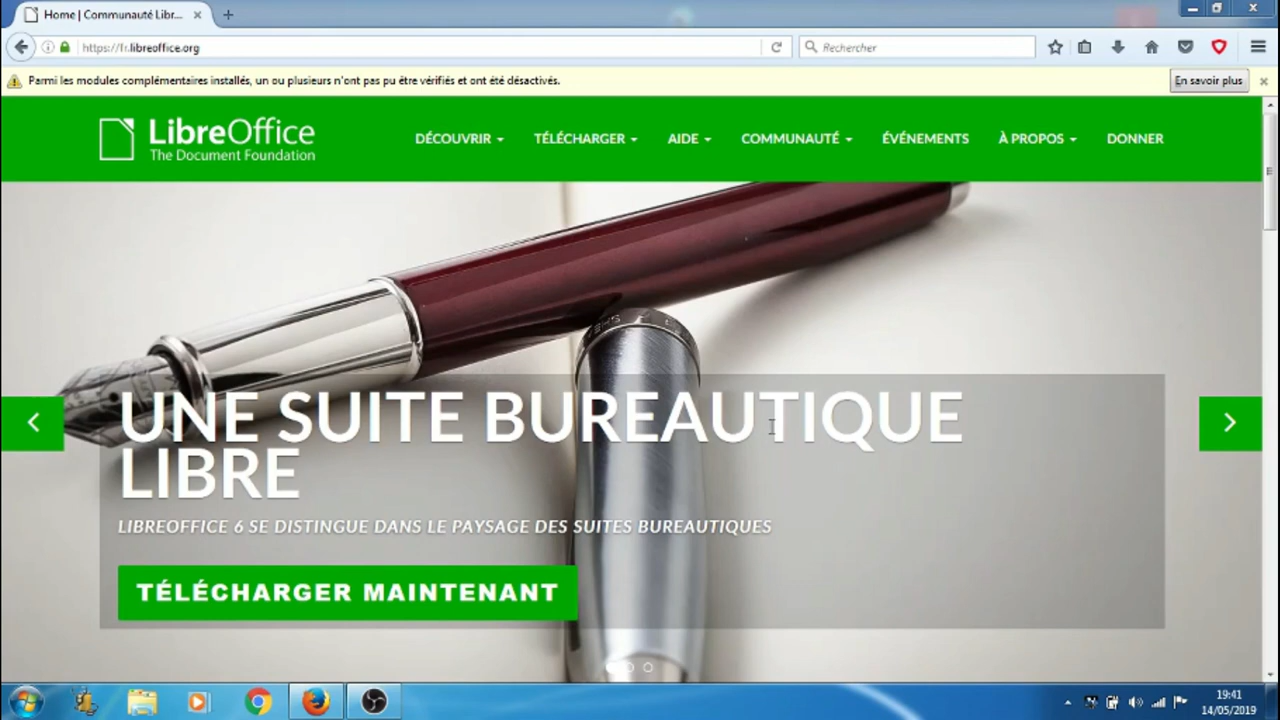 Home | Communauté Libr...
https://fr.libreoffice.org
Rechercher
Parmi les modules complémentaires installés, un ou plusieurs n'ont pas pu être vérifiés et ont été désactivés.
En savoir plus
LibreOffice
The Document Foundation
DÉCOUVRIR
TÉLÉCHARGER
AIDE
COMMUNAUTÉ
ÉVÉNEMENTS
À PROPOS
DONNER
UNE SUITE BUREAUTIQUE
LIBRE
LIBREOFFICE 6 SE DISTINGUE DANS LE PAYSAGE DES SUITES BUREAUTIQUES
TÉLÉCHARGER MAINTENANT
19:41
14/05/2019